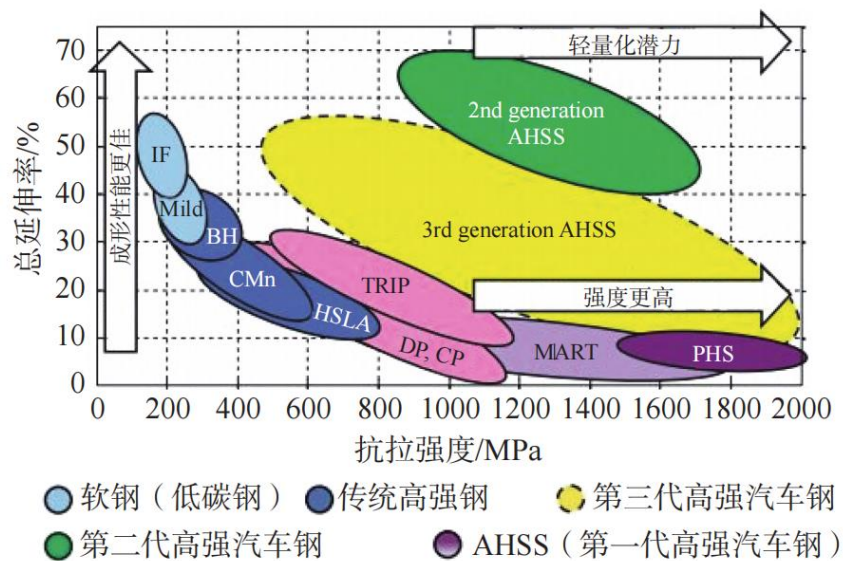 总延伸率/%
70
60
50
40
30
20
10
0
成形性能更佳
轻量化潜力
2nd generation
AHSS
IF
Mild
BH
3rd generation AHSS
CMn
TRIP
强度更高
HSLA
DP, CP
MART
PHS
0 200 400 600 800 1000 1200 1400 1600 1800 2000
抗拉强度/MPa
软钢（低碳钢） 传统高强钢 第三代高强汽车钢
第二代高强汽车钢 AHSS（第一代高强汽车钢）